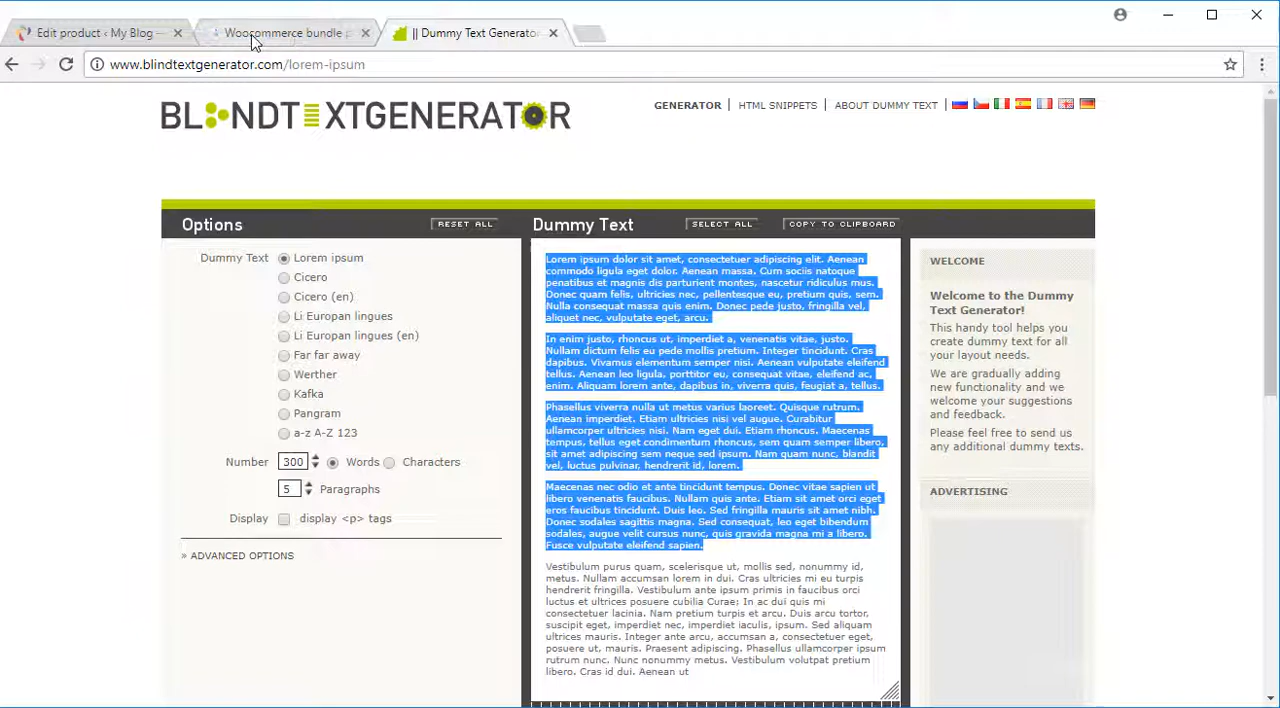 Edit product ‹ My Blog —
Woocommerce bundle p
|| Dummy Text Generator
www.blindtextgenerator.com/lorem-ipsum
BLINDTEXTGENERATOR
GENERATOR | HTML SNIPPETS | ABOUT DUMMY TEXT |
Options
RESET ALL
Dummy Text
Lorem ipsum
Cicero
Cicero (en)
Li Europan lingues
Li Europan lingues (en)
Far far away
Werther
Kafka
Pangram
a-z A-Z 123
Number 300 Words Characters
5 Paragraphs
Display display <p> tags
» ADVANCED OPTIONS
Dummy Text
SELECT ALL
COPY TO CLIPBOARD
Lorem ipsum dolor sit amet, consectetuer adipiscing elit. Aenean
commodo ligula eget dolor. Aenean massa. Cum sociis natoque
penatibus et magnis dis parturient montes, nascetur ridiculus mus.
Donec quam felis, ultricies nec, pellentesque eu, pretium quis, sem.
Nulla consequat massa quis enim. Donec pede justo, fringilla vel,
aliquet nec, vulputate eget, arcu.
In enim justo, rhoncus ut, imperdiet a, venenatis vitae, justo.
Nullam dictum felis eu pede mollis pretium. Integer tincidunt. Cras
dapibus. Vivamus elementum semper nisi. Aenean vulputate eleifend
tellus. Aenean leo ligula, porttitor eu, consequat vitae, eleifend ac,
enim. Aliquam lorem ante, dapibus in, viverra quis, feugiat a, tellus.
Phasellus viverra nulla ut metus varius laoreet. Quisque rutrum.
Aenean imperdiet. Etiam ultricies nisi vel augue. Curabitur
ullamcorper ultricies nisi. Nam eget dui. Etiam rhoncus. Maecenas
tempus, tellus eget condimentum rhoncus, sem quam semper libero,
sit amet adipiscing sem neque sed ipsum. Nam quam nunc, blandit
vel, luctus pulvinar, hendrerit id, lorem.
Maecenas nec odio et ante tincidunt tempus. Donec vitae sapien ut
libero venenatis faucibus. Nullam quis ante. Etiam sit amet orci eget
eros faucibus tincidunt. Duis leo. Sed fringilla mauris sit amet nibh.
Donec sodales sagittis magna. Sed consequat, leo eget bibendum
sodales, augue velit cursus nunc, quis gravida magna mi a libero.
Fusce vulputate eleifend sapien.
Vestibulum purus quam, scelerisque ut, mollis sed, nonummy id,
metus. Nullam accumsan lorem in dui. Cras ultricies mi eu turpis
hendrerit fringilla. Vestibulum ante ipsum primis in faucibus orci
luctus et ultrices posuere cubilia Curae; In ac dui quis mi
consectetuer lacinia. Nam pretium turpis et arcu. Duis arcu tortor,
suscipit eget, imperdiet nec, imperdiet iaculis, ipsum. Sed aliquam
ultrices mauris. Integer ante arcu, accumsan a, consectetuer eget,
posuere ut, mauris. Praesent adipiscing. Phasellus ullamcorper ipsum
rutrum nunc. Nunc nonummy metus. Vestibulum volutpat pretium
libero. Cras id dui. Aenean ut
WELCOME
Welcome to the Dummy
Text Generator!
This handy tool helps you
create dummy text for all
your layout needs.
We are gradually adding
new functionality and we
welcome your suggestions
and feedback.
Please feel free to send us
any additional dummy texts.
ADVERTISING